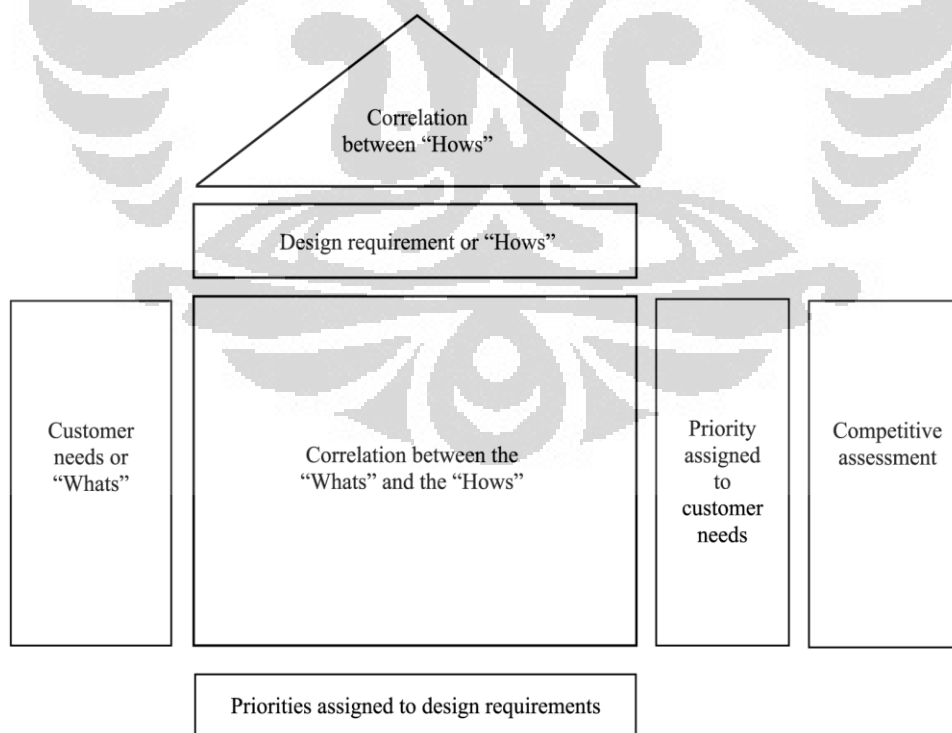 Correlation
between “Hows”
Design requirement or “Hows”
Customer
needs or
“Whats”
Correlation between the
“Whats” and the “Hows”
Priority
assigned
to
customer
needs
Competitive
assessment
Priorities assigned to design requirements